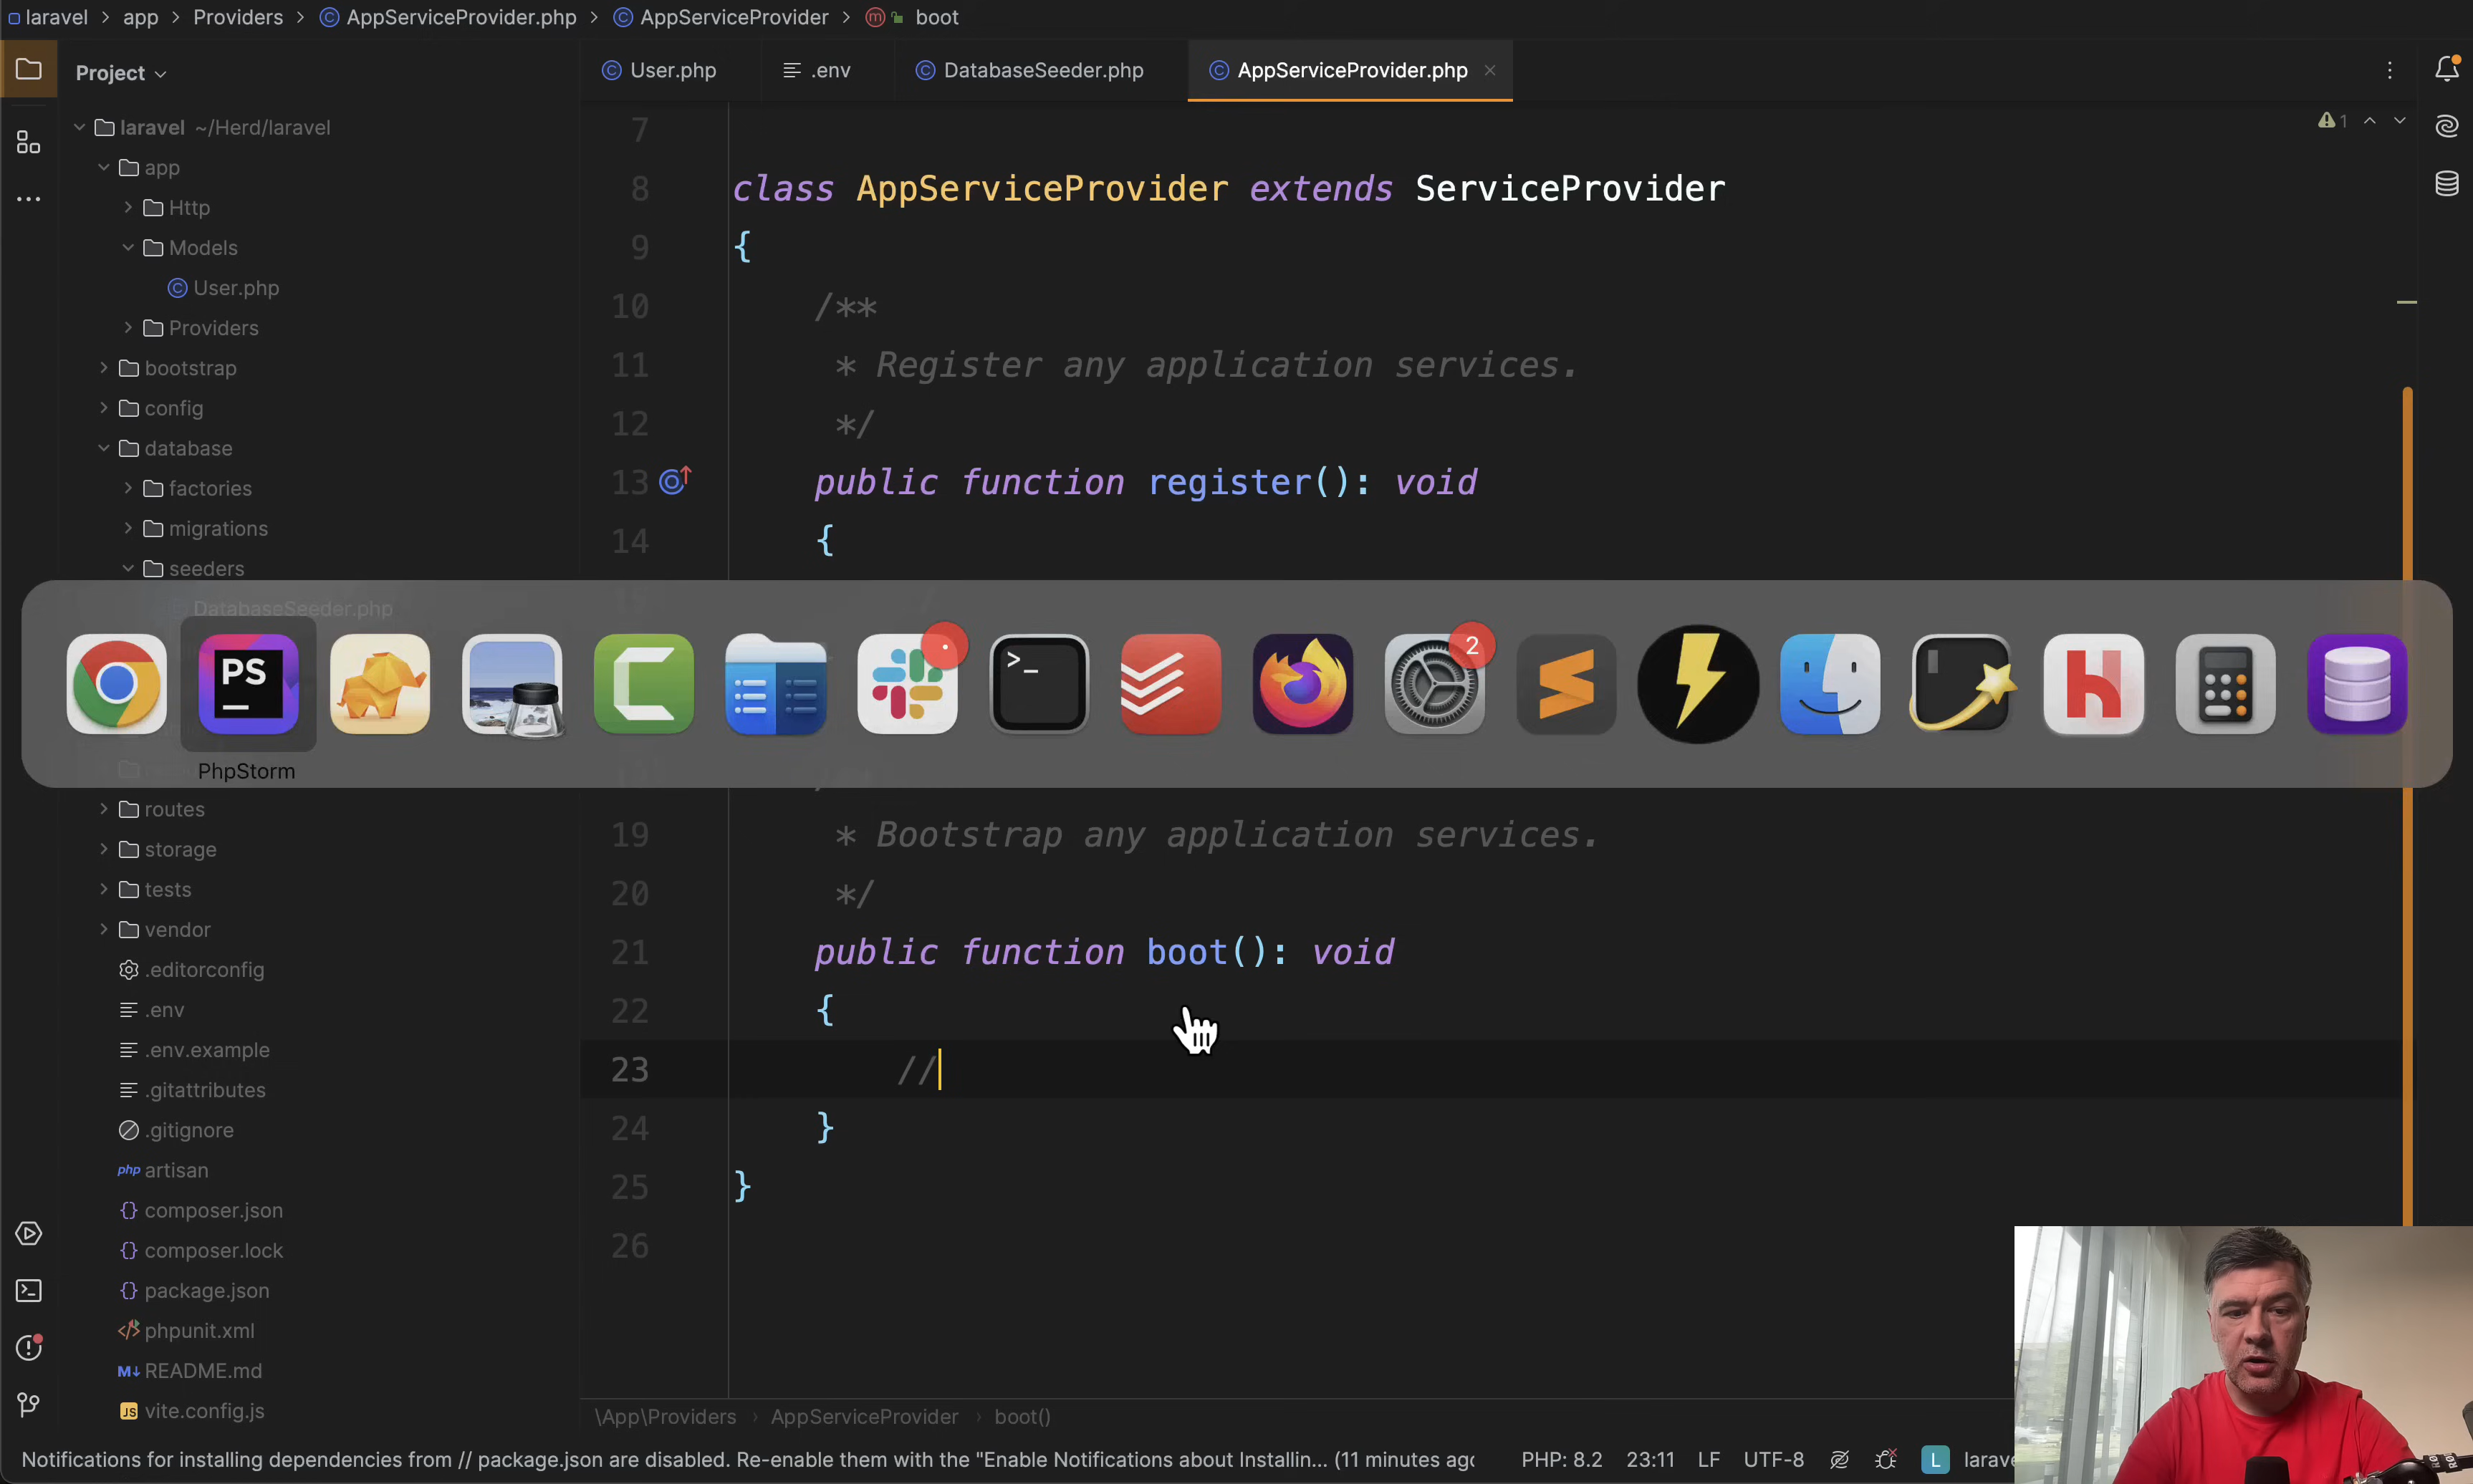 laravel > app > Providers > AppServiceProvider.php > AppServiceProvider > boot
Project
User.php
.env
DatabaseSeeder.php
AppServiceProvider.php
laravel ~/Herd/laravel
app
Http
Models
User.php
Providers
bootstrap
config
database
factories
migrations
seeders
DatabaseSeeder.php
routes
storage
tests
vendor
.editorconfig
.env
.env.example
.gitattributes
.gitignore
php artisan
composer.json
composer.lock
package.json
phpunit.xml
README.md
JS vite.config.js
1
7
8 class AppServiceProvider extends ServiceProvider
9 {
10 /**
11 * Register any application services.
12 */
13 public function register(): void
14 {
PS
>_
2
PhpStorm
19 * Bootstrap any application services.
20 */
21 public function boot(): void
22 {
23 //
24 }
25 }
26
\App\Providers > AppServiceProvider > boot()
Notifications for installing dependencies from // package.json are disabled. Re-enable them with the "Enable Notifications about Installin... (11 minutes ago
PHP: 8.2 23:11 LF UTF-8 L larave